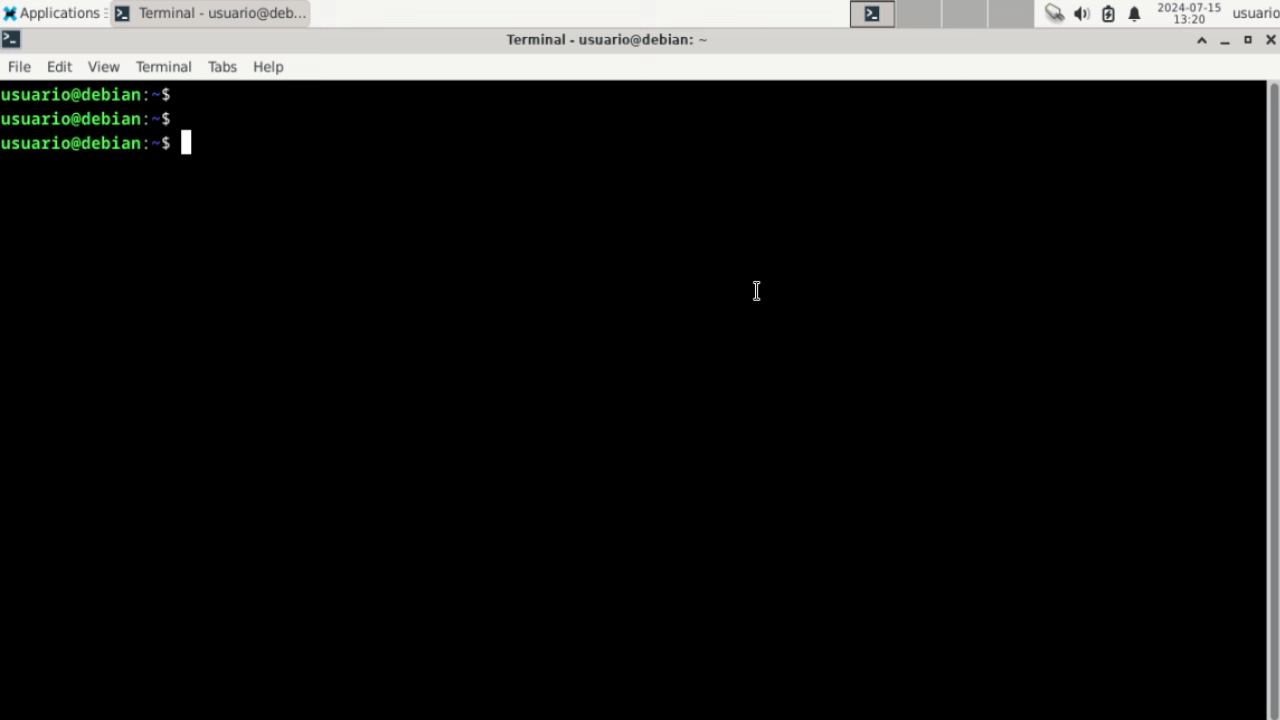 Applications Terminal - usuario@deb... 2024-07-15
13:20 usuario
Terminal - usuario@debian: ~
File Edit View Terminal Tabs Help
usuario@debian:~$
usuario@debian:~$
usuario@debian:~$